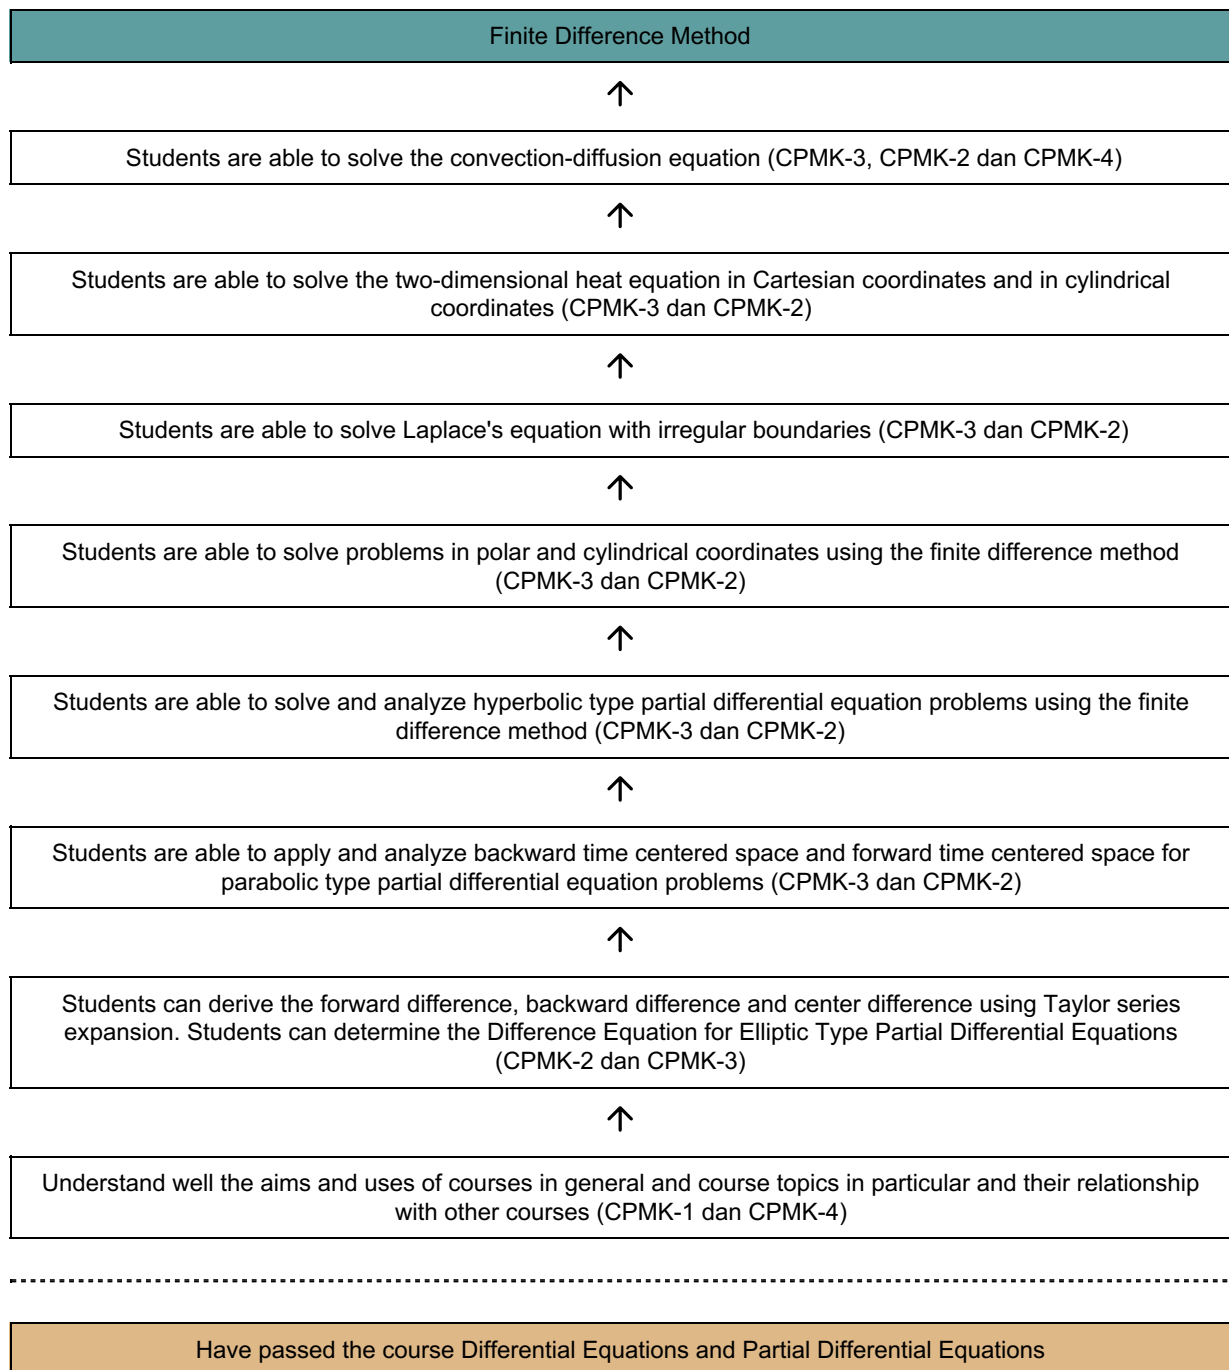 Finite Difference Method
Students are able to solve the convection-diffusion equation (CPMK-3, CPMK-2 dan CPMK-4)
Students are able to solve the two-dimensional heat equation in Cartesian coordinates and in cylindrical
coordinates (CPMK-3 dan CPMK-2)
Students are able to solve Laplace's equation with irregular boundaries (CPMK-3 dan CPMK-2)
Students are able to solve problems in polar and cylindrical coordinates using the finite difference method
(CPMK-3 dan CPMK-2)
Students are able to solve and analyze hyperbolic type partial differential equation problems using the finite
difference method (CPMK-3 dan CPMK-2)
Students are able to apply and analyze backward time centered space and forward time centered space for
parabolic type partial differential equation problems (CPMK-3 dan CPMK-2)
Students can derive the forward difference, backward difference and center difference using Taylor series
expansion. Students can determine the Difference Equation for Elliptic Type Partial Differential Equations
(CPMK-2 dan CPMK-3)
Understand well the aims and uses of courses in general and course topics in particular and their relationship
with other courses (CPMK-1 dan CPMK-4)
Have passed the course Differential Equations and Partial Differential Equations